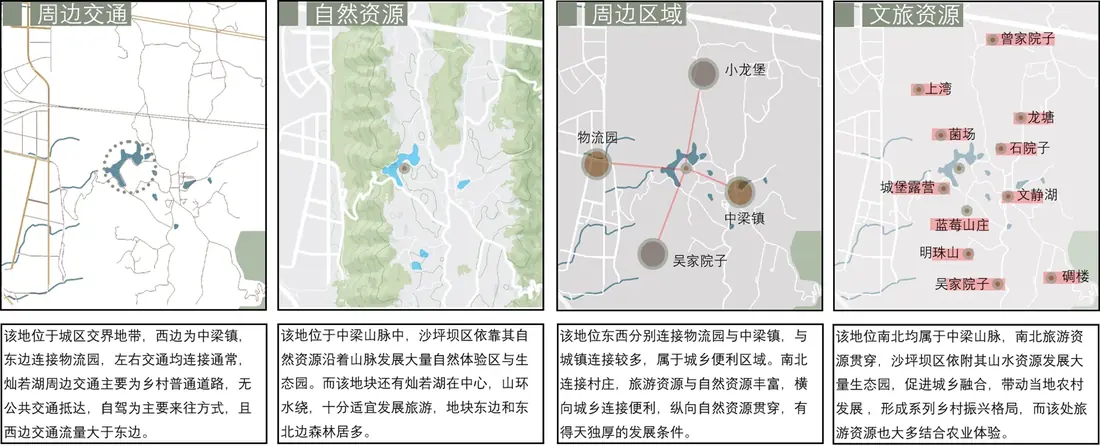 周边交通
自然资源
周边区域
文旅资源
小龙堡
物流园
中梁镇
吴家院子
曾家院子
上湾
龙塘
菌场
石院子
城堡露营
文静湖
蓝莓山庄
明珠山
吴家院子
碉楼
该地位于城区交界地带，西边为中梁镇，
东边连接物流园，左右交通均连接通常，
灿若湖周边交通主要为乡村普通道路，无
公共交通抵达，自驾为主要来往方式，且
西边交通流量大于东边。
该地位于中梁山脉中，沙坪坝区依靠其自
然资源沿着山脉发展大量自然体验区与生
态园。而该地块还有灿若湖在中心，山环
水绕，十分适宜发展旅游，地块东边和东
北边森林居多。
该地位东西分别连接物流园与中梁镇，与
城镇连接较多，属于城乡便利区域。南北
连接村庄，旅游资源与自然资源丰富，横
向城乡连接便利，纵向自然资源贯穿，有
得天独厚的发展条件。
该地位南北均属于中梁山脉，南北旅游资
源贯穿，沙坪坝区依附其山水资源发展大
量生态园，促进城乡融合，带动当地农村
发展，形成系列乡村振兴格局，而该处旅
游资源也大多结合农业体验。